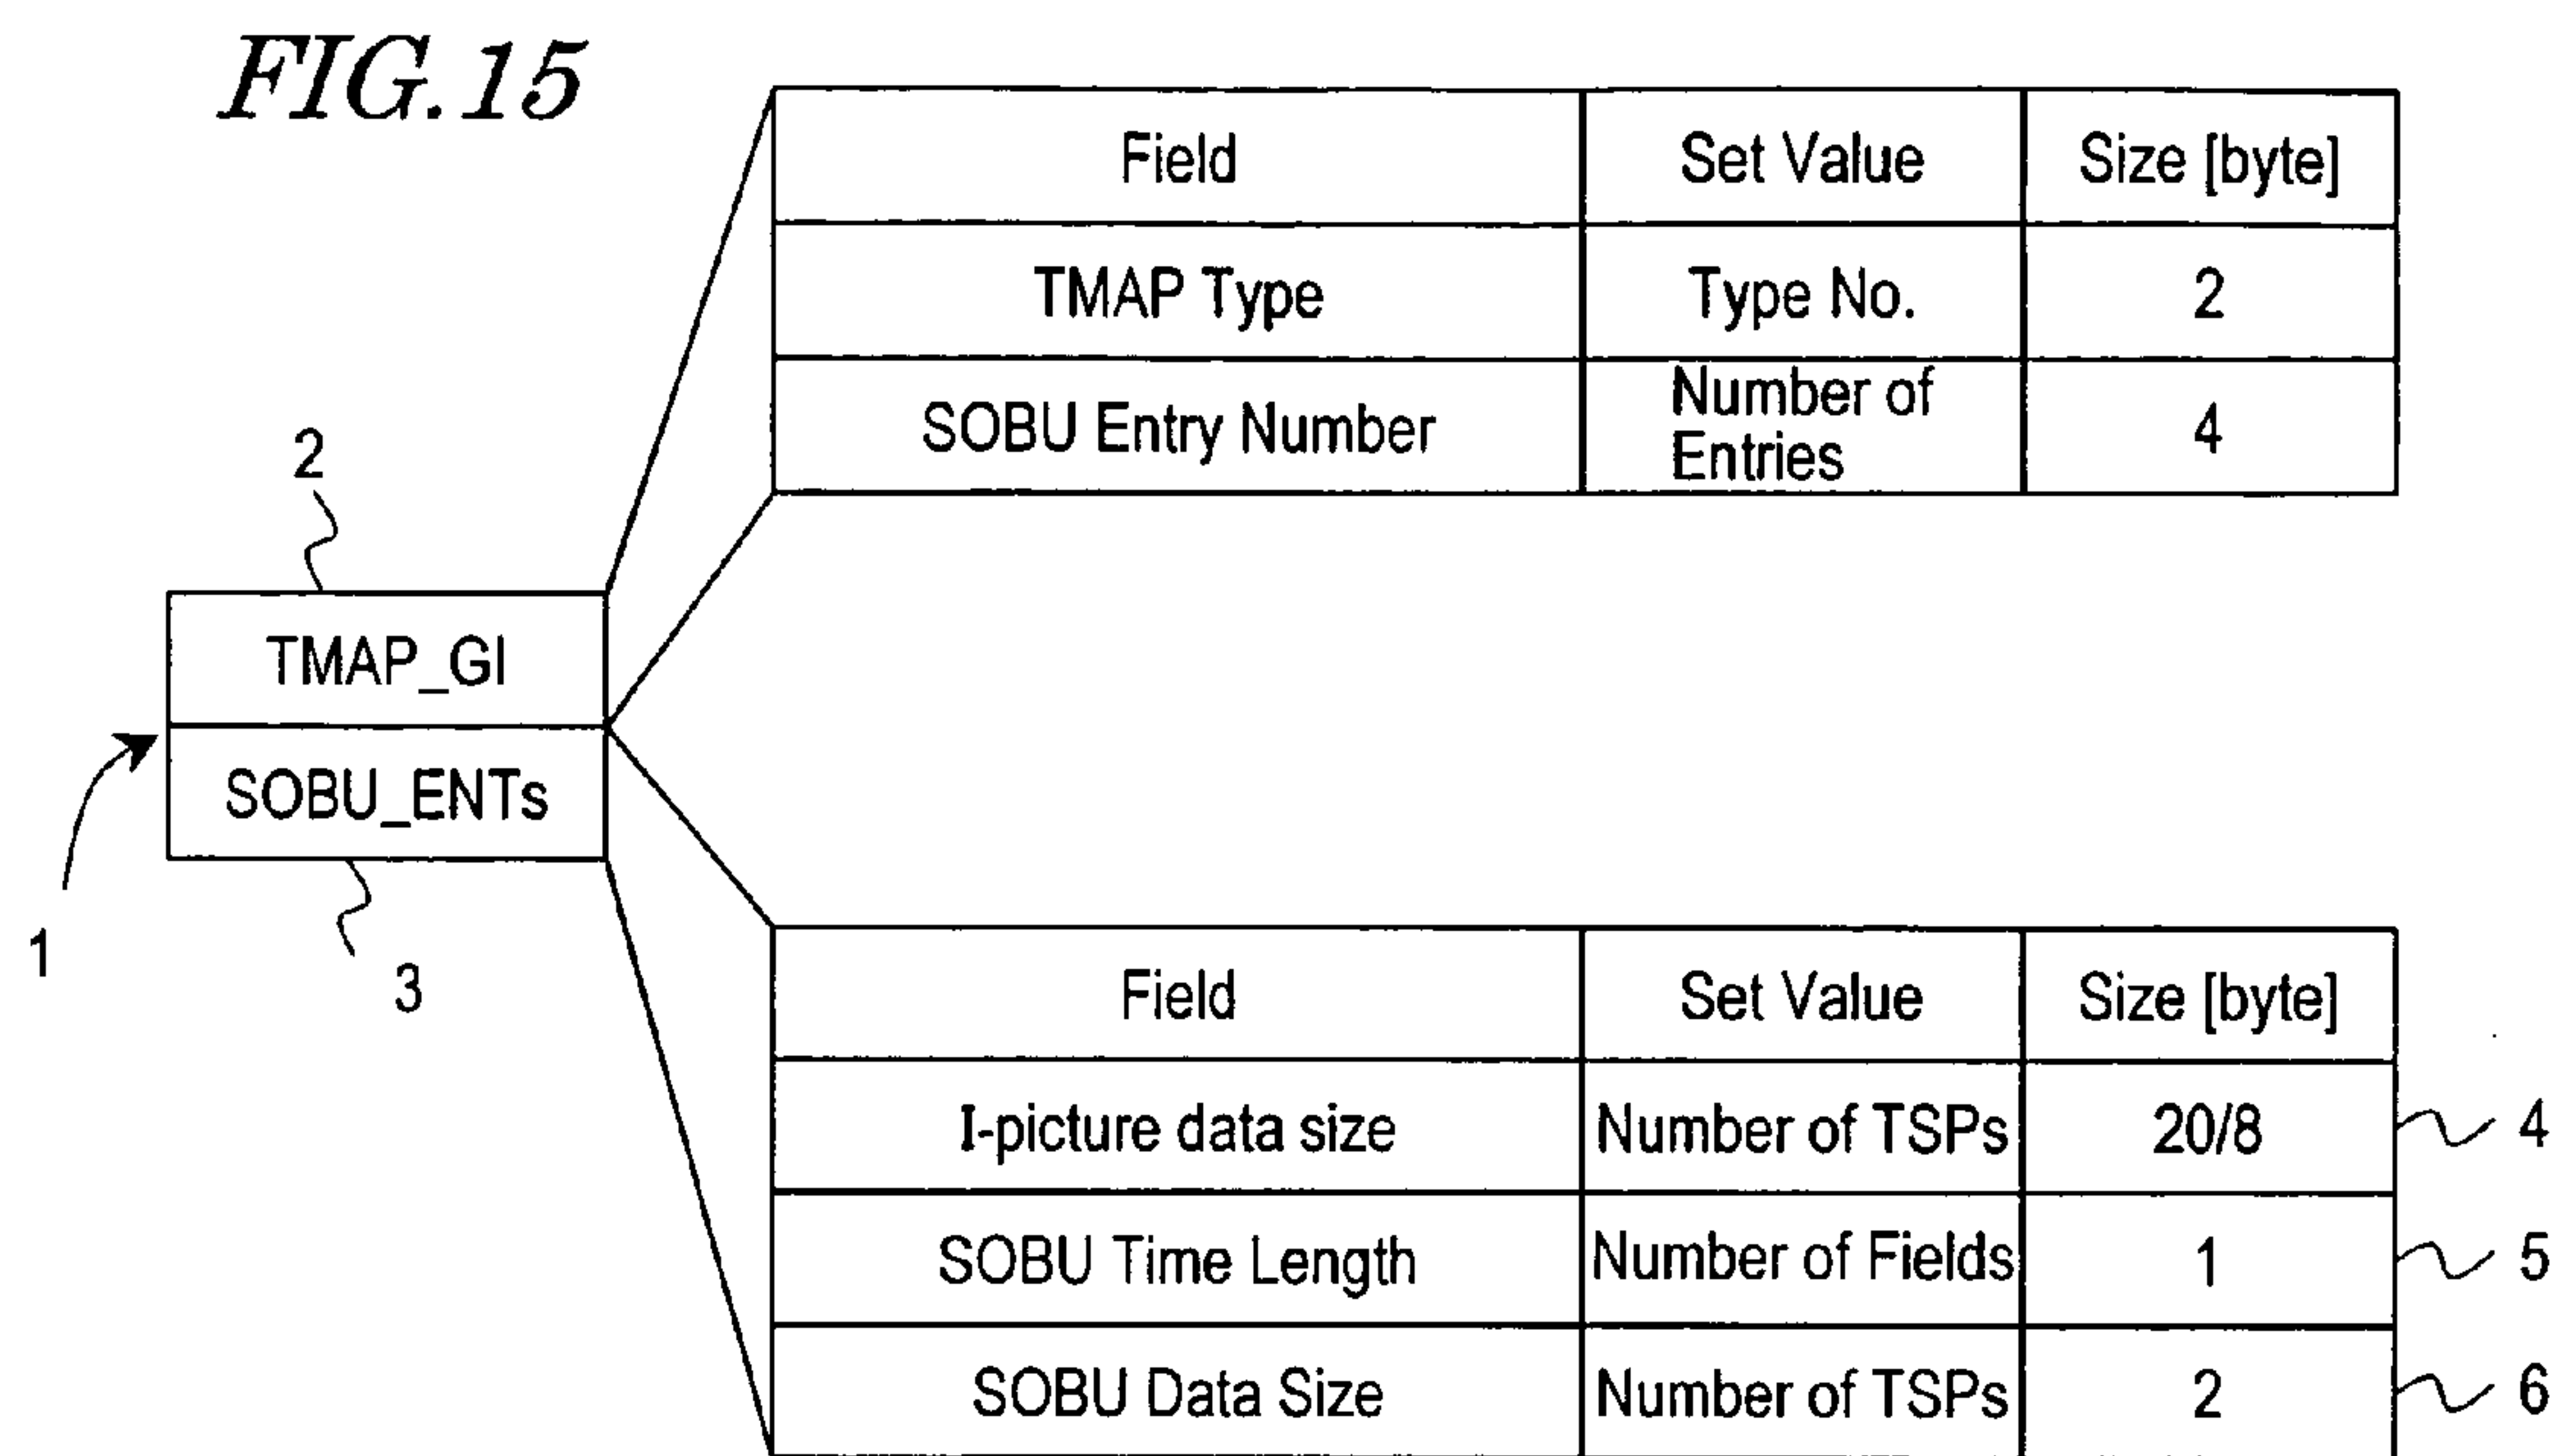 FIG.15
Field Set Value Size [byte]
TMAP Type Type No. 2
SOBU Entry Number Number of Entries 4
2
TMAP_GI
SOBU_ENTs
1
3
Field Set Value Size [byte]
I-picture data size Number of TSPs 20/8 4
SOBU Time Length Number of Fields 1 5
SOBU Data Size Number of TSPs 2 6